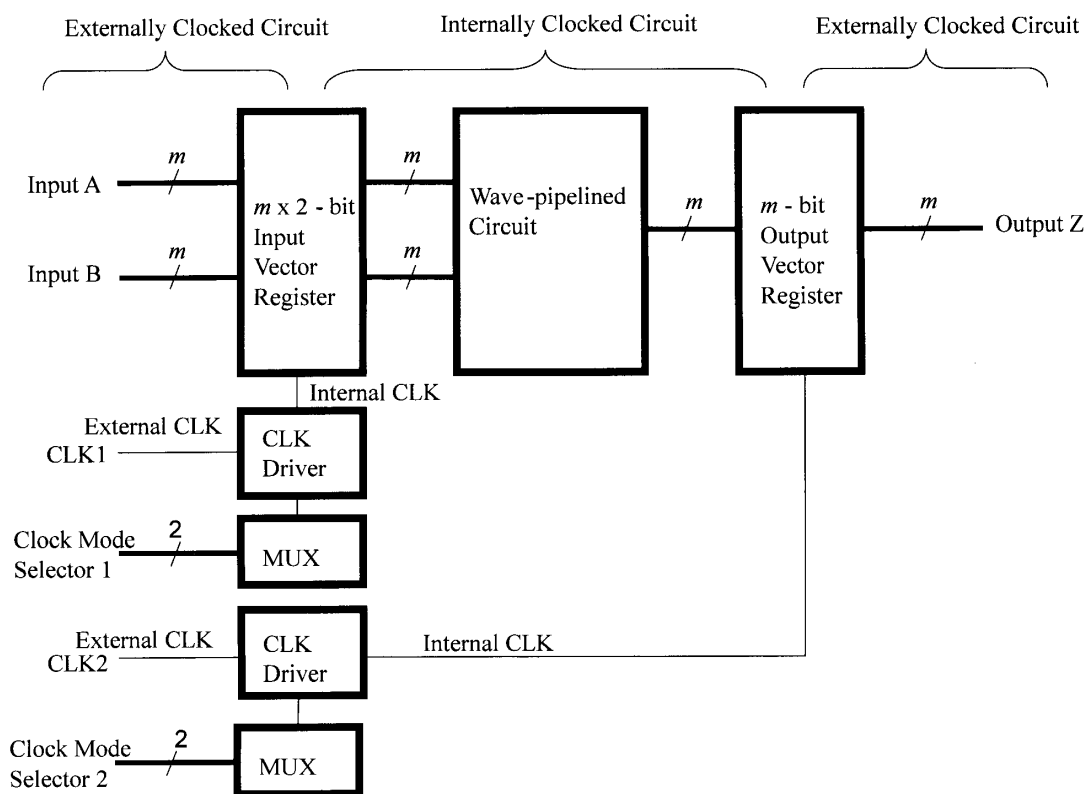 Externally Clocked Circuit
Internally Clocked Circuit
Externally Clocked Circuit
m
m
m
m
Input A
m x 2 - bit
Input
Vector
Register
Wave-pipelined
Circuit
m - bit
Output
Vector
Register
Output Z
m
m
Input B
Internal CLK
External CLK
CLK1
CLK
Driver
Clock Mode
Selector 1
2
MUX
External CLK
CLK2
CLK
Driver
Internal CLK
Clock Mode
Selector 2
2
MUX